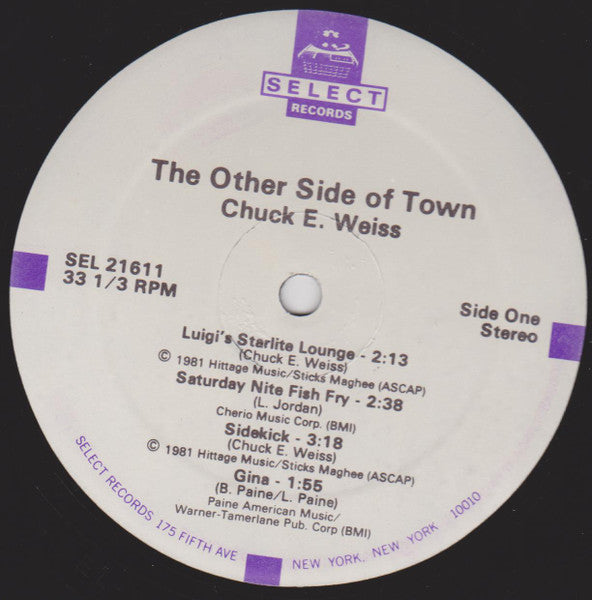 SELECT
RECORDS
The Other Side of Town
Chuck E. Weiss
SEL 21611
33 1/3 RPM
Side One
Stereo
Luigi's Starlite Lounge - 2:13
(Chuck E. Weiss)
© 1981 Hittage Music/Sticks Maghee (ASCAP)
Saturday Nite Fish Fry - 2:38
(L. Jordan)
Cherio Music Corp. (BMI)
Sidekick - 3:18
(Chuck E. Weiss)
© 1981 Hittage Music/Sticks Maghee (ASCAP)
Gina - 1:55
(B. Paine/L. Paine)
Paine American Music/
Warner-Tamerlane Pub. Corp (BMI)
SELECT RECORDS 175 FIFTH AVE NEW YORK, NEW YORK 10010